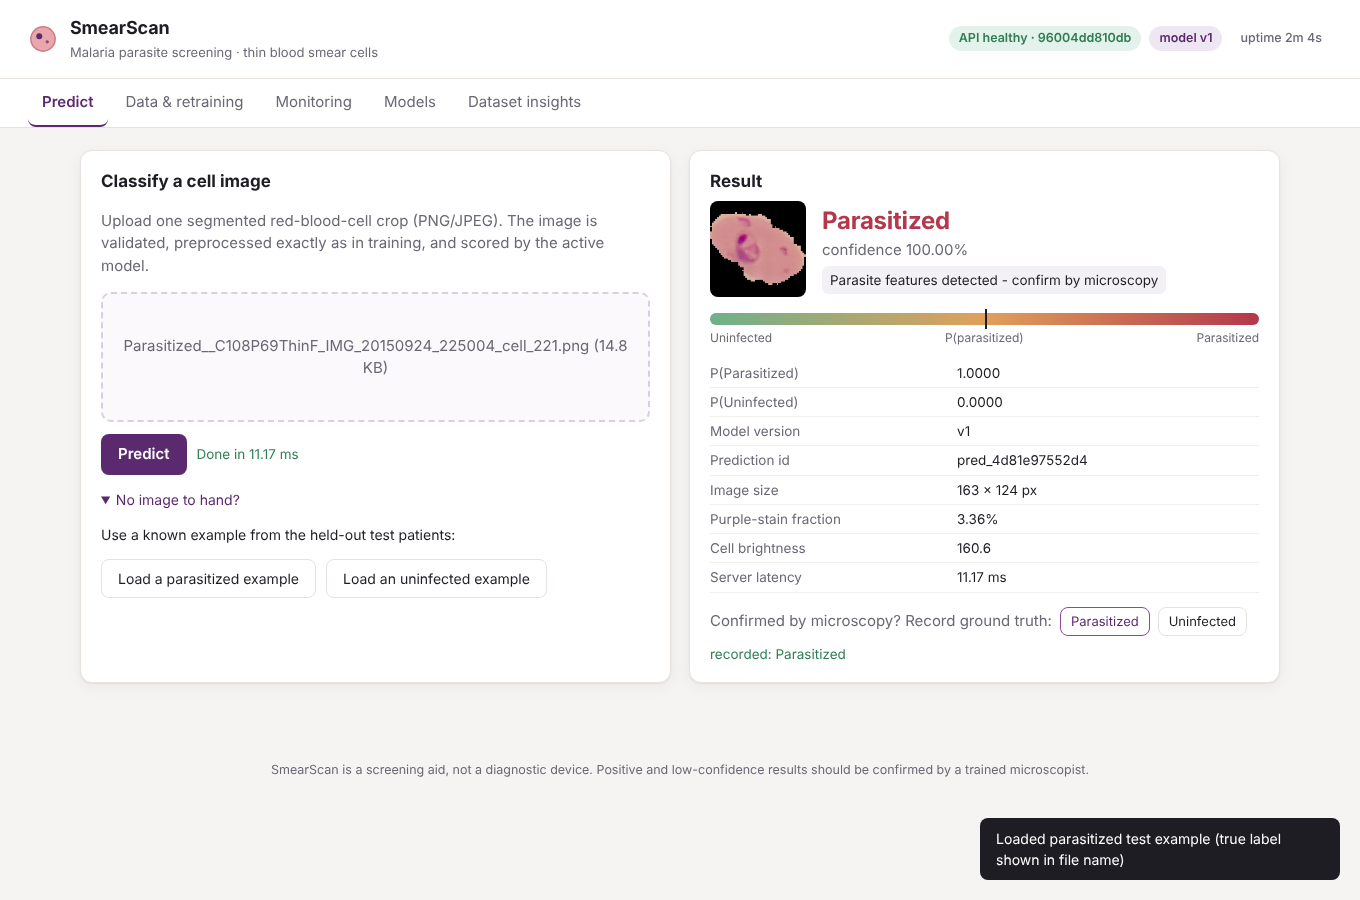 SmearScan
Malaria parasite screening · thin blood smear cells
API healthy · 96004dd810db
model v1
uptime 2m 4s
Predict
Data & retraining
Monitoring
Models
Dataset insights
Classify a cell image
Upload one segmented red-blood-cell crop (PNG/JPEG). The image is
validated, preprocessed exactly as in training, and scored by the active
model.
Parasitized__C108P69ThinF_IMG_20150924_225004_cell_221.png (14.8
KB)
Predict
Done in 11.17 ms
▼ No image to hand?
Use a known example from the held-out test patients:
Load a parasitized example
Load an uninfected example
Result
Parasitized
confidence 100.00%
Parasite features detected - confirm by microscopy
Uninfected
P(parasitized)
Parasitized
P(Parasitized) 1.0000
P(Uninfected) 0.0000
Model version v1
Prediction id pred_4d81e97552d4
Image size 163 × 124 px
Purple-stain fraction 3.36%
Cell brightness 160.6
Server latency 11.17 ms
Confirmed by microscopy? Record ground truth: Parasitized Uninfected
recorded: Parasitized
SmearScan is a screening aid, not a diagnostic device. Positive and low-confidence results should be confirmed by a trained microscopist.
Loaded parasitized test example (true label
shown in file name)